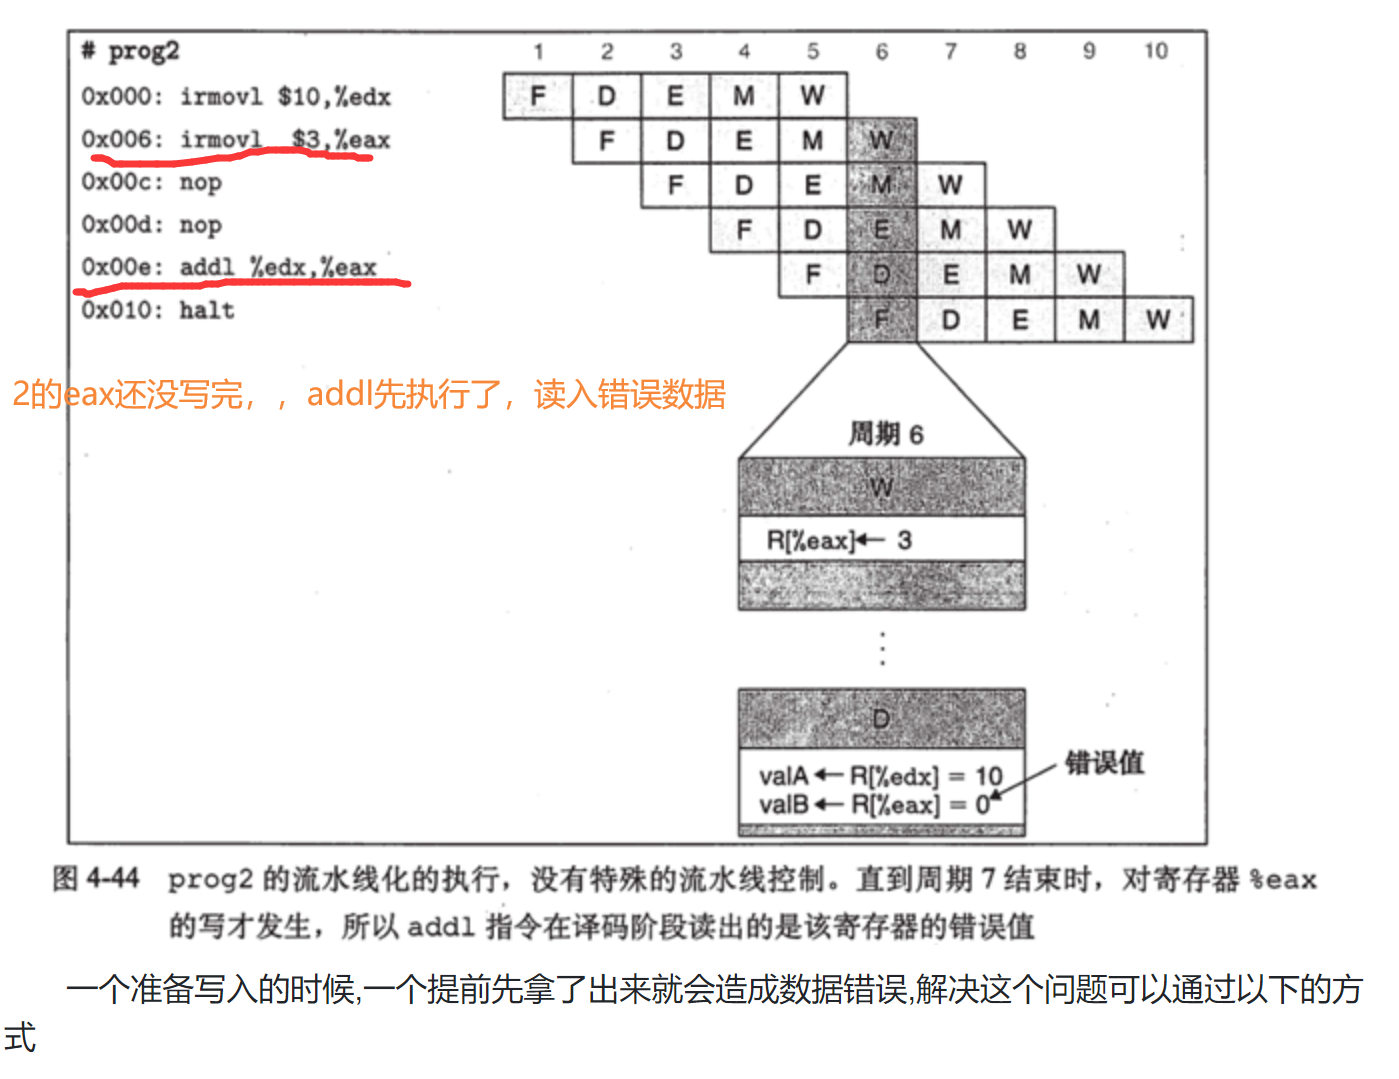 # prog2
1 2 3 4 5 6 7 8 9 10
0x000: irmovl $10,%edx F D E M W
0x006: irmovl $3,%eax F D E M W
0x00c: nop F D E M W
0x00d: nop F D E M W
0x00e: addl %edx,%eax F D E M W
0x010: halt F D E M W
2的eax还没写完，，addl先执行了，读入错误数据
周期 6
W
R[%eax]← 3
D
valA ← R[%edx] = 10
valB ← R[%eax] = 0
错误值
图 4-44 prog2 的流水线化的执行，没有特殊的流水线控制。直到周期 7 结束时，对寄存器 %eax
的写才发生，所以 addl 指令在译码阶段读出的是该寄存器的错误值
一个准备写入的时候,一个提前先拿了出来就会造成数据错误,解决这个问题可以通过以下的方
式